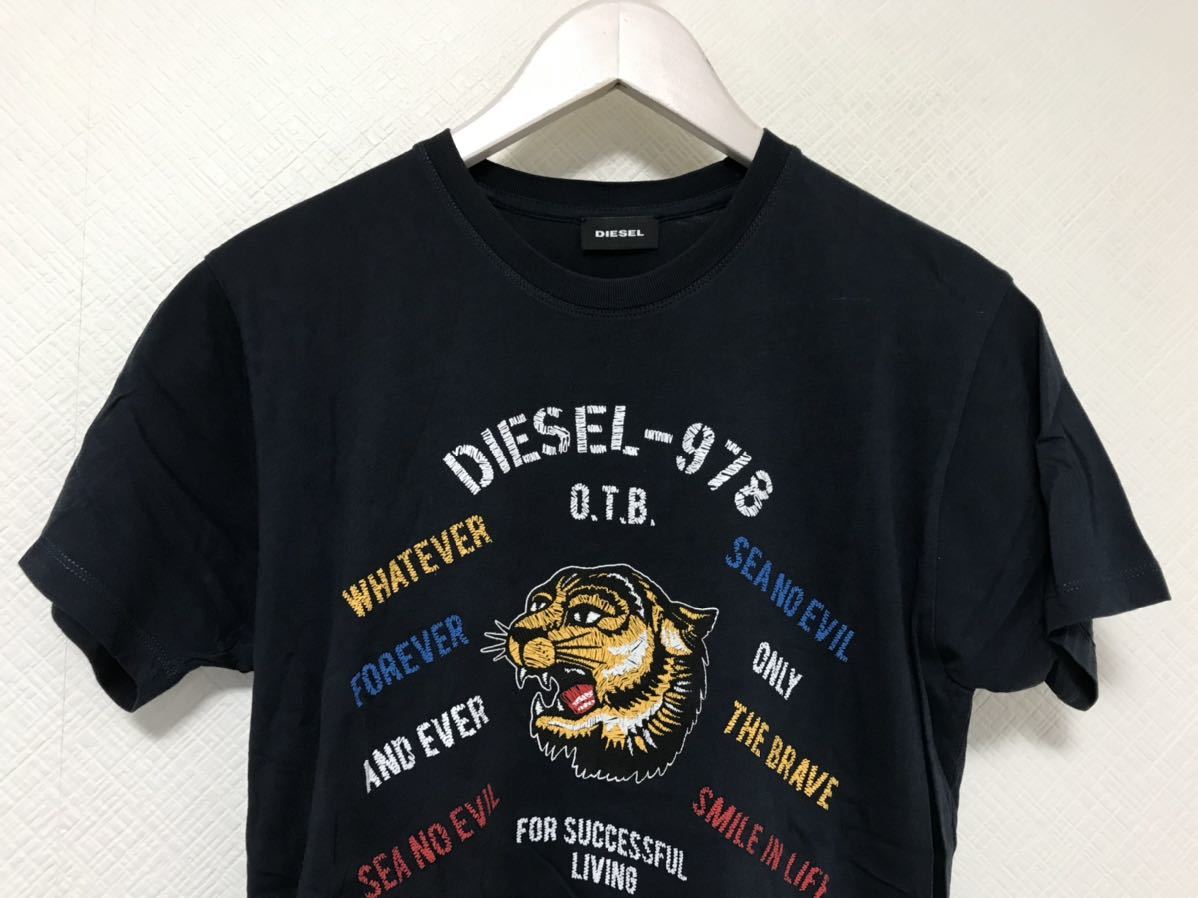 DIESEL
DIESEL-978
O.T.B.
WHATEVER
FOREVER
AND EVER
SEA NO EVIL
SEA NO EVIL
ONLY
THE BRAVE
SMILE IN LIFE
FOR SUCCESSFUL
LIVING